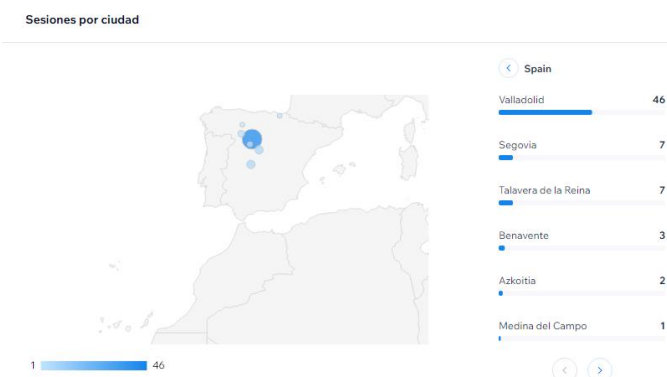 Sesiones por ciudad
Spain
Valladolid 46
Segovia 7
Talavera de la Reina 7
Benavente 3
Azkoitia 2
Medina del Campo 1
1 46